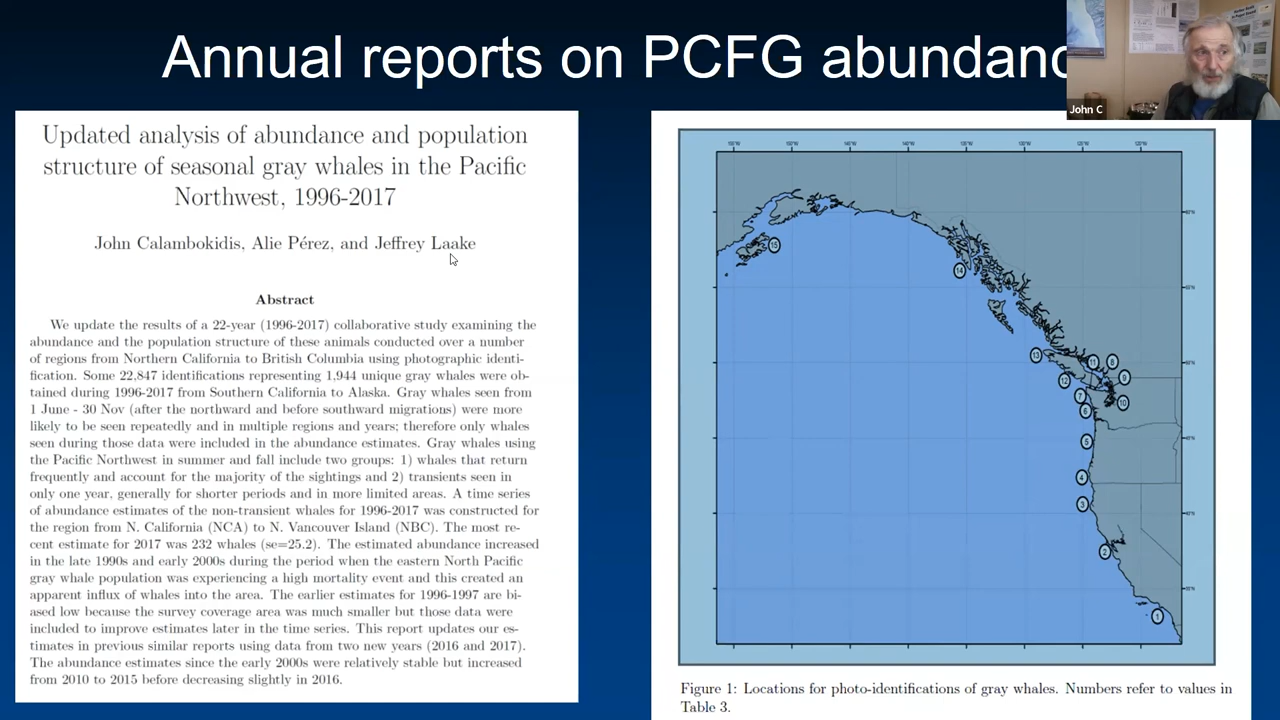 Annual reports on PCFG abundanc
John C
Updated analysis of abundance and population
structure of seasonal gray whales in the Pacific
Northwest, 1996-2017
John Calambokidis, Alie Pérez, and Jeffrey Laake
Abstract
We update the results of a 22-year (1996-2017) collaborative study examining the
abundance and the population structure of these animals conducted over a number
of regions from Northern California to British Columbia using photographic identi-
fication. Some 22,847 identifications representing 1,944 unique gray whales were ob-
tained during 1996-2017 from Southern California to Alaska. Gray whales seen from
1 June - 30 Nov (after the northward and before southward migrations) were more
likely to be seen repeatedly and in multiple regions and years; therefore only whales
seen during those data were included in the abundance estimates. Gray whales using
the Pacific Northwest in summer and fall include two groups: 1) whales that return
frequently and account for the majority of the sightings and 2) transients seen in
only one year, generally for shorter periods and in more limited areas. A time series
of abundance estimates of the non-transient whales for 1996-2017 was constructed for
the region from N. California (NCA) to N. Vancouver Island (NBC). The most re-
cent estimate for 2017 was 232 whales (se=25.2). The estimated abundance increased
in the late 1990s and early 2000s during the period when the eastern North Pacific
gray whale population was experiencing a high mortality event and this created an
apparent influx of whales into the area. The earlier estimates for 1996-1997 are bi-
ased low because the survey coverage area was much smaller but those data were
included to improve estimates later in the time series. This report updates our es-
timates in previous similar reports using data from two new years (2016 and 2017).
The abundance estimates since the early 2000s were relatively stable but increased
from 2010 to 2015 before decreasing slightly in 2016.
15
14
13
11
8
12
9
7
10
6
5
4
3
2
1
Figure 1: Locations for photo-identifications of gray whales. Numbers refer to values in
Table 3.